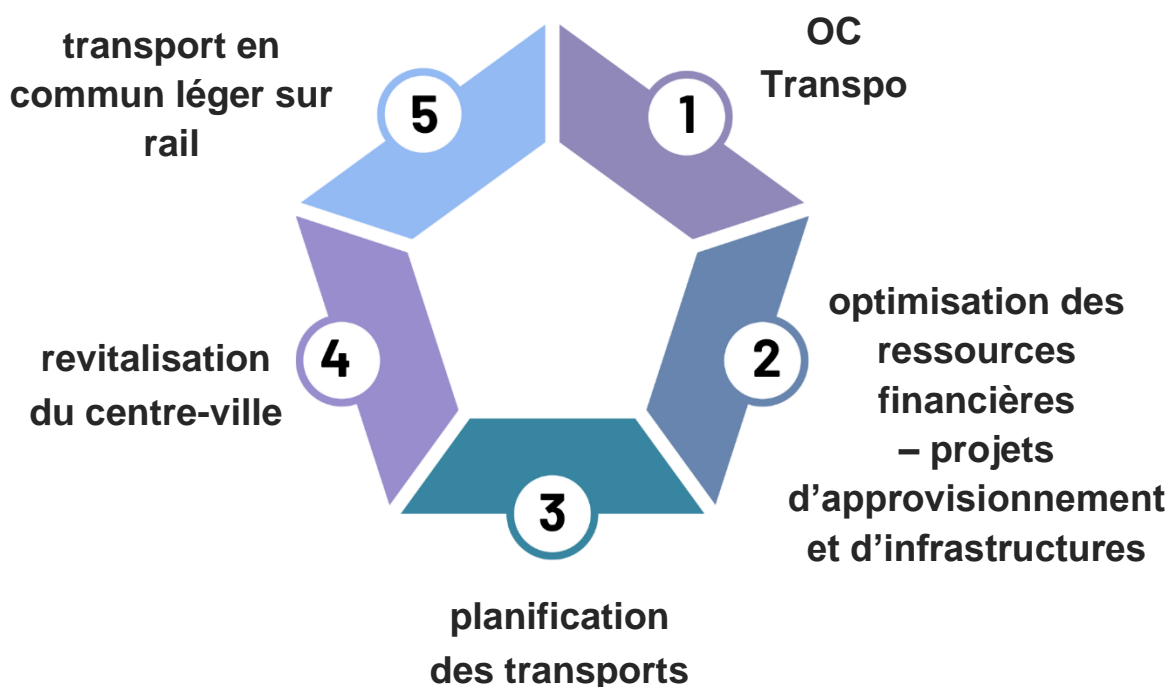 1
OC
Transpo
2
optimisation des
ressources
financières
– projets
d’approvisionnement
et d’infrastructures
3
planification
des transports
4
revitalisation
du centre-ville
5
transport en
commun léger sur
rail